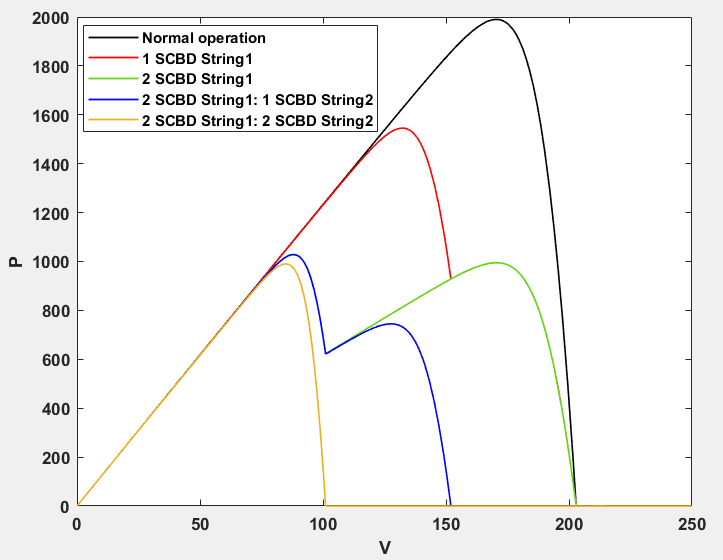 2000
1800
1600
1400
1200
1000
800
600
400
200
0
P
Normal operation
1 SCBD String1
2 SCBD String1
2 SCBD String1: 1 SCBD String2
2 SCBD String1: 2 SCBD String2
0 50 100 150 200 250
V